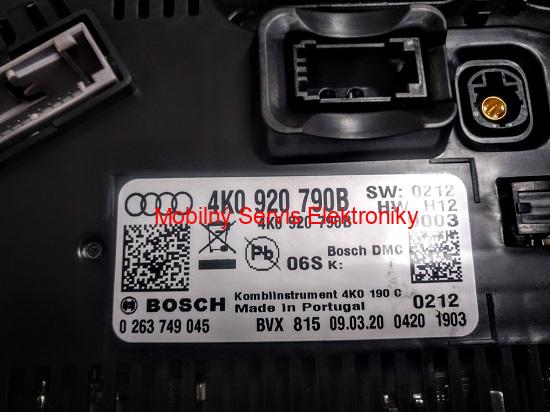 4K0 920 790B SW: 0212
HW H12
4K0 920 790B
Mobilny Servis Elektroniky
Pb 06S Bosch DMC
K:
BOSCH Kombiinstrument 4K0 190 C 0212
Made in Portugal
0 263 749 045 BVX 815 09.03.20 0420 1903